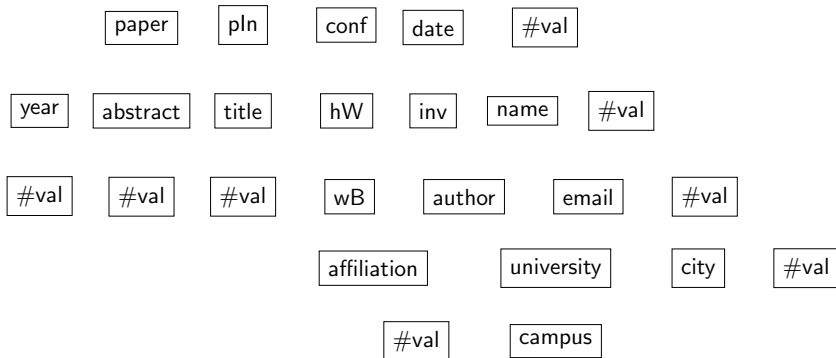 paper pln conf date #val
year abstract title hW inv name #val
#val #val #val wB author email #val
affiliation university city #val
#val campus